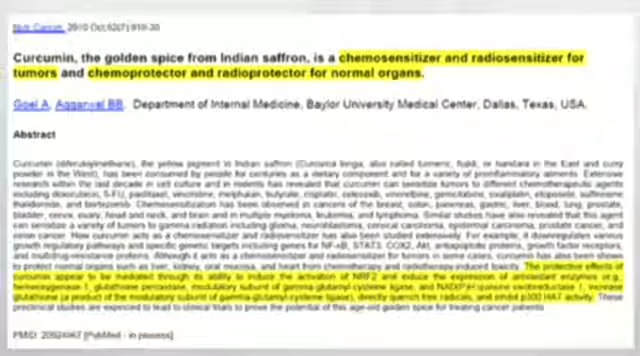 Nutr Cancer. 2010 Oct;62(7):919-30
Curcumin, the golden spice from Indian saffron, is a chemosensitizer and radiosensitizer for
tumors and chemoprotector and radioprotector for normal organs.
Goel A, Aggarwal BB. Department of Internal Medicine, Baylor University Medical Center, Dallas, Texas, USA.
Abstract
Curcumin (diferuloylmethane), the yellow pigment in Indian saffron (Curcuma longa; also called turmeric, haldi, or haridara in the East and curry
powder in the West), has been consumed by people for centuries as a dietary component and for a variety of proinflammatory ailments. Extensive
research within the last decade in cell culture and in rodents has revealed that curcumin can sensitize tumors to different chemotherapeutic agents
including doxorubicin, 5-FU, paclitaxel, vincristine, melphalan, butyrate, cisplatin, celecoxib, vinorelbine, gemcitabine, oxaliplatin, etoposide, sulfinosine,
thalidomide, and bortezomib. Chemosensitization has been observed in cancers of the breast, colon, pancreas, gastric, liver, blood, lung, prostate,
bladder, cervix, ovary, head and neck, and brain and in multiple myeloma, leukemia, and lymphoma. Similar studies have also revealed that this agent
can sensitize a variety of tumors to gamma radiation including glioma, neuroblastoma, cervical carcinoma, epidermal carcinoma, prostate cancer, and
colon cancer. How curcumin acts as a chemosensitizer and radiosensitizer has also been studied extensively. For example, it downregulates various
growth regulatory pathways and specific genetic targets including genes for NF-κB, STAT3, COX2, Akt, antiapoptotic proteins, growth factor receptors,
and multidrug-resistance proteins. Although it acts as a chemosensitizer and radiosensitizer for tumors in some cases, curcumin has also been shown
to protect normal organs such as liver, kidney, oral mucosa, and heart from chemotherapy and radiotherapy-induced toxicity. The protective effects of
curcumin appear to be mediated through its ability to induce the activation of NRF2 and induce the expression of antioxidant enzymes (e.g.,
hemeoxygenase-1, glutathione peroxidase, modulatory subunit of gamma-glutamyl-cysteine ligase, and NAD(P)H:quinone oxidoreductase 1, increase
glutathione (a product of the modulatory subunit of gamma-glutamyl-cysteine ligase), directly quench free radicals, and inhibit p300 HAT activity. These
preclinical studies are expected to lead to clinical trials to prove the potential of this age-old golden spice for treating cancer patients
PMID: 20924967 [PubMed - in process]